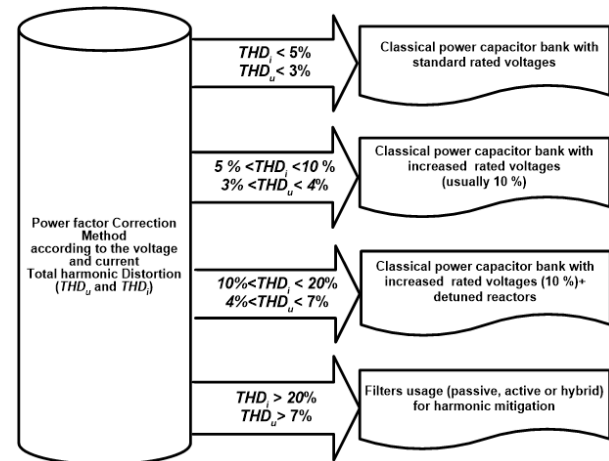 Power factor Correction
Method
according to the voltage
and current
Total harmonic Distortion
(THDu and THDi)
THDi < 5%
THDu < 3%
Classical power capacitor bank with
standard rated voltages
5 % <THDi <10 %
3% <THDu < 4%
Classical power capacitor bank with
increased rated voltages
(usually 10 %)
10%<THDi < 20%
4%<THDu < 7%
Classical power capacitor bank with
increased rated voltages (10 %)+
detuned reactors
THDi > 20%
THDu> 7%
Filters usage (passive, active or hybrid)
for harmonic mitigation